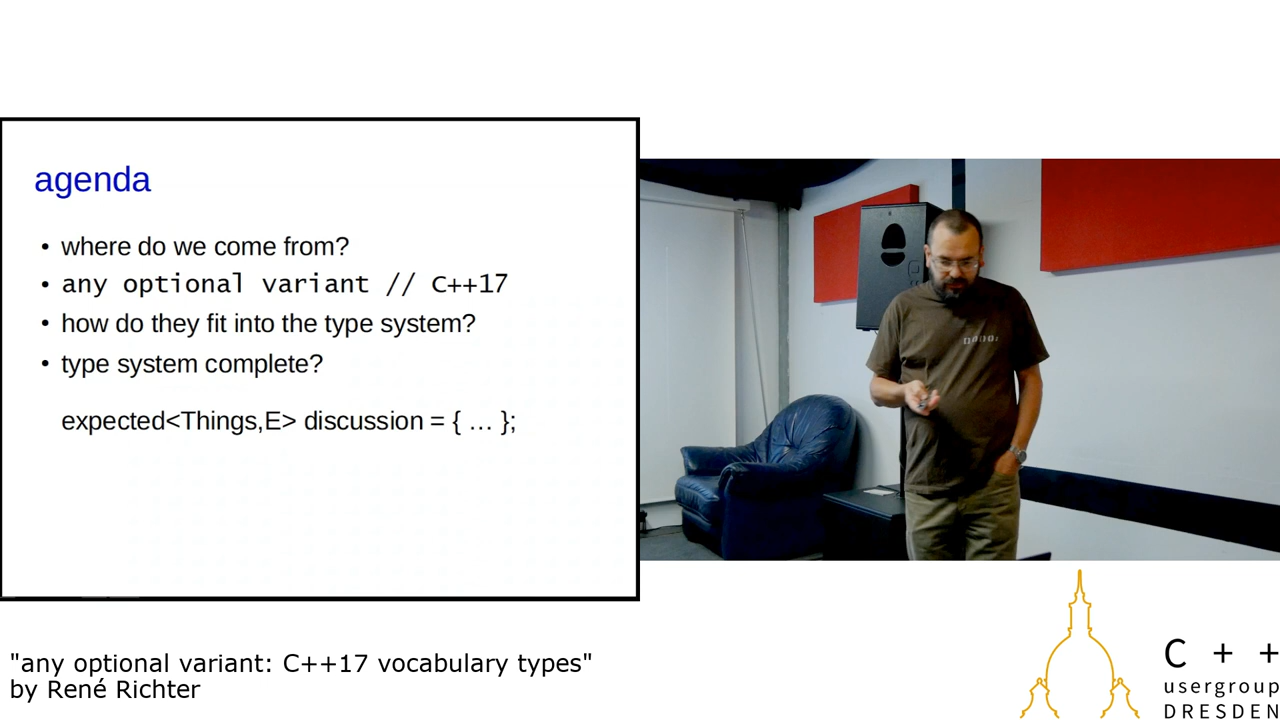 agenda
• where do we come from?
• any optional variant // C++17
• how do they fit into the type system?
• type system complete?
expected<Things,E> discussion = { … };
"any optional variant: C++17 vocabulary types"
by René Richter
C + +
usergroup
DRESDEN